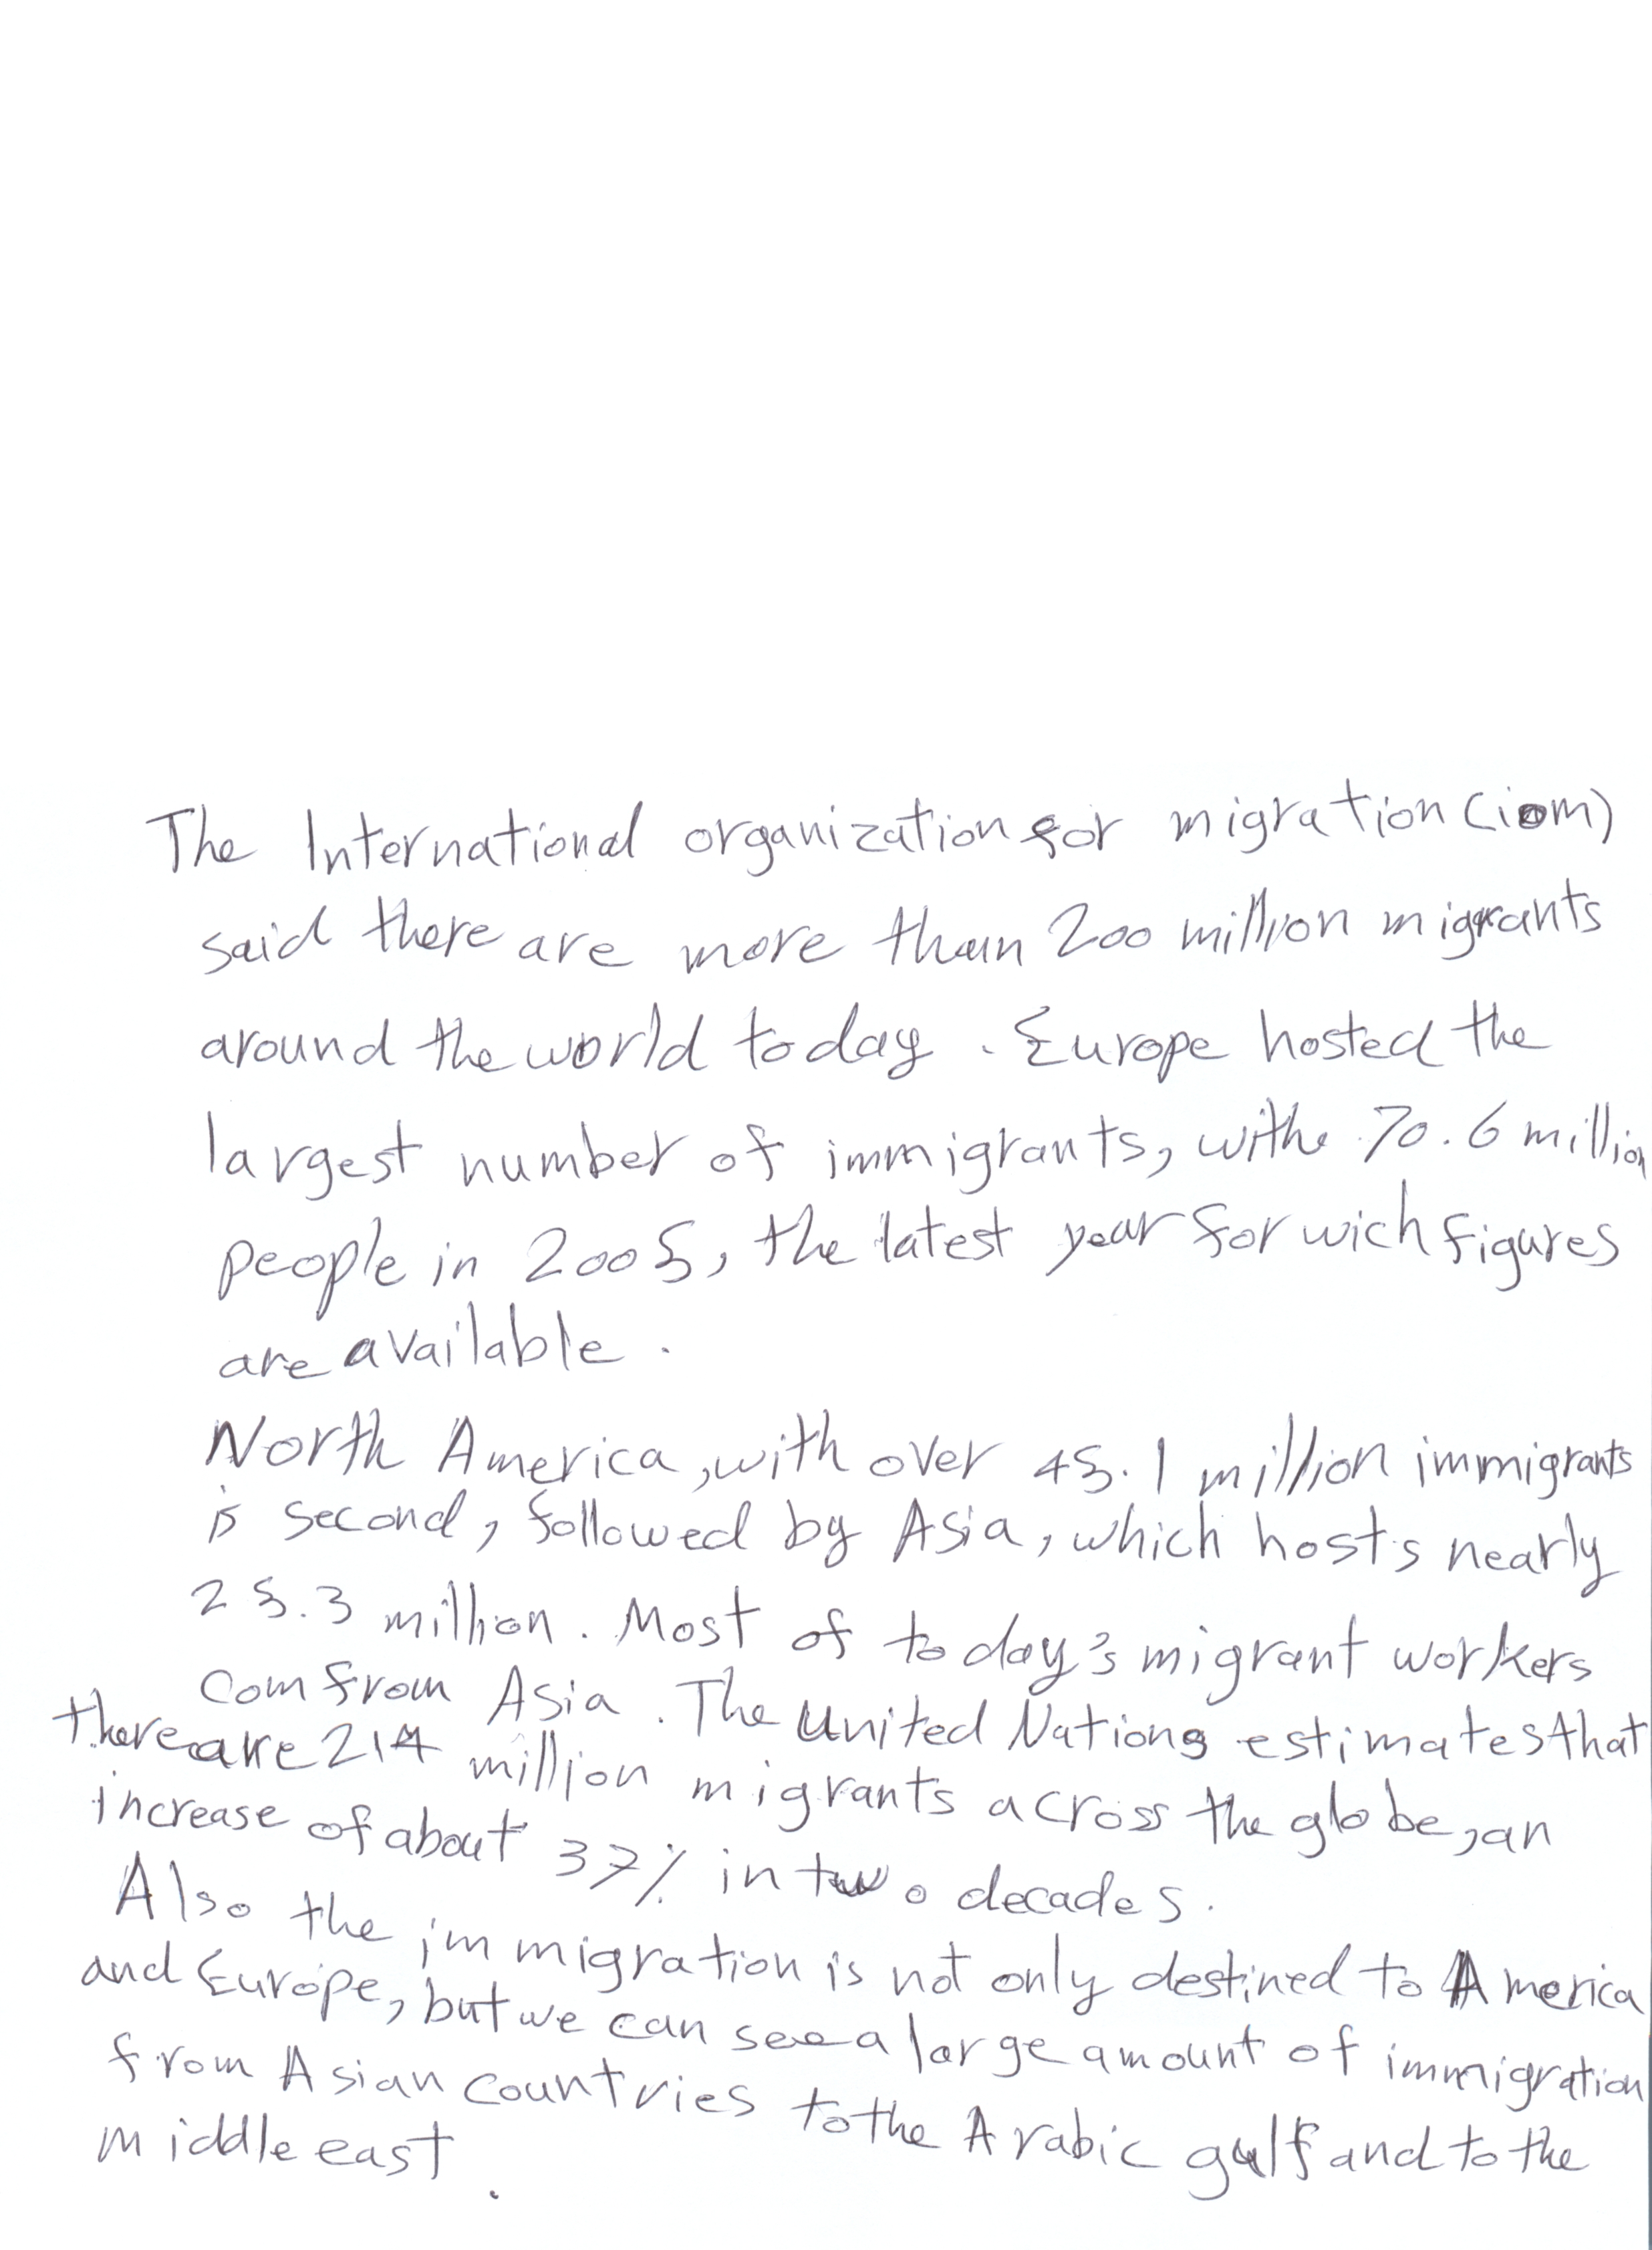 The International organization for migration (iom)
said there are more than 200 million migrants
around the world today. Europe hosted the
largest number of immigrants, withe 70.6 million
people in 2005, the latest year for wich figures
are available.
North America, with over 45.1 million immigrants
is second, followed by Asia, which hosts nearly
25.3 million. Most of today's migrant workers
com from Asia. The United Nations estimates that
there are 214 million migrants across the globe, an
increase of about 37% in two decades.
Also the immigration is not only destined to America
and Europe, but we can see a large amount of immigration
from Asian countries to the Arabic gulf and to the
middle east.